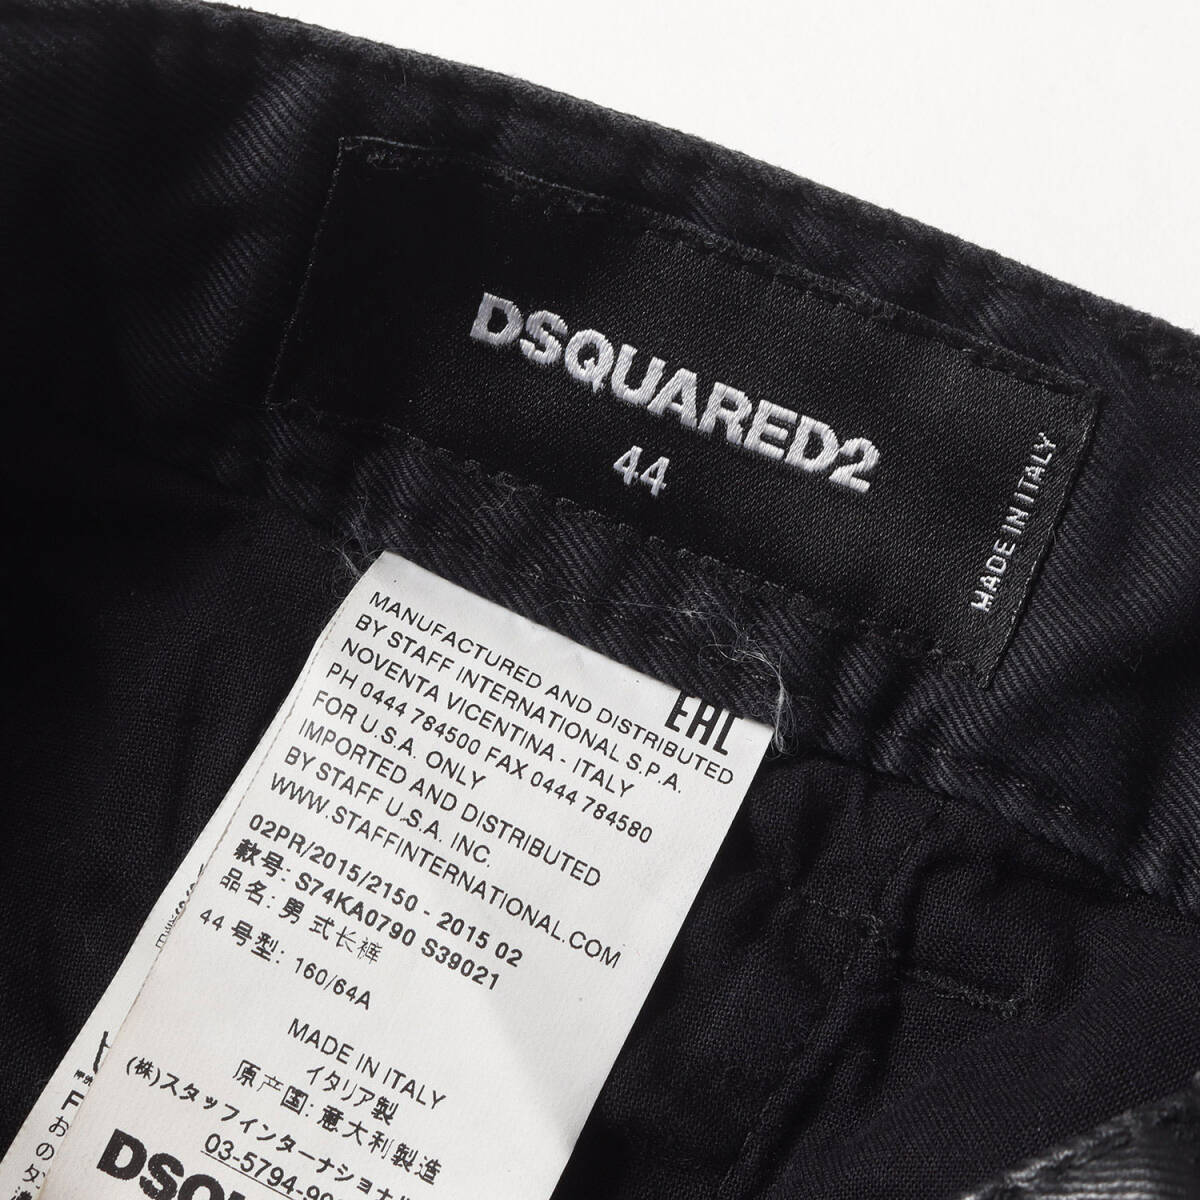 DSQUARED2
44
MADE IN ITALY
EAC
MANUFACTURED AND DISTRIBUTED
BY STAFF INTERNATIONAL S.P.A.
NOVENTA VICENTINA - ITALY
PH 0444 784500 FAX 0444 784580
FOR U.S.A. ONLY
IMPORTED AND DISTRIBUTED
BY STAFF U.S.A. INC.
WWW.STAFFINTERNATIONAL.COM
02PR/2015/2150 - 2015 02
款号: S74KA0790 S39021
品名: 男式长裤
44 号型: 160/64A
MADE IN ITALY
イタリア製
原产国: 意大利製造
(株)スタッフインターナショナル
03-5794-
DSQU